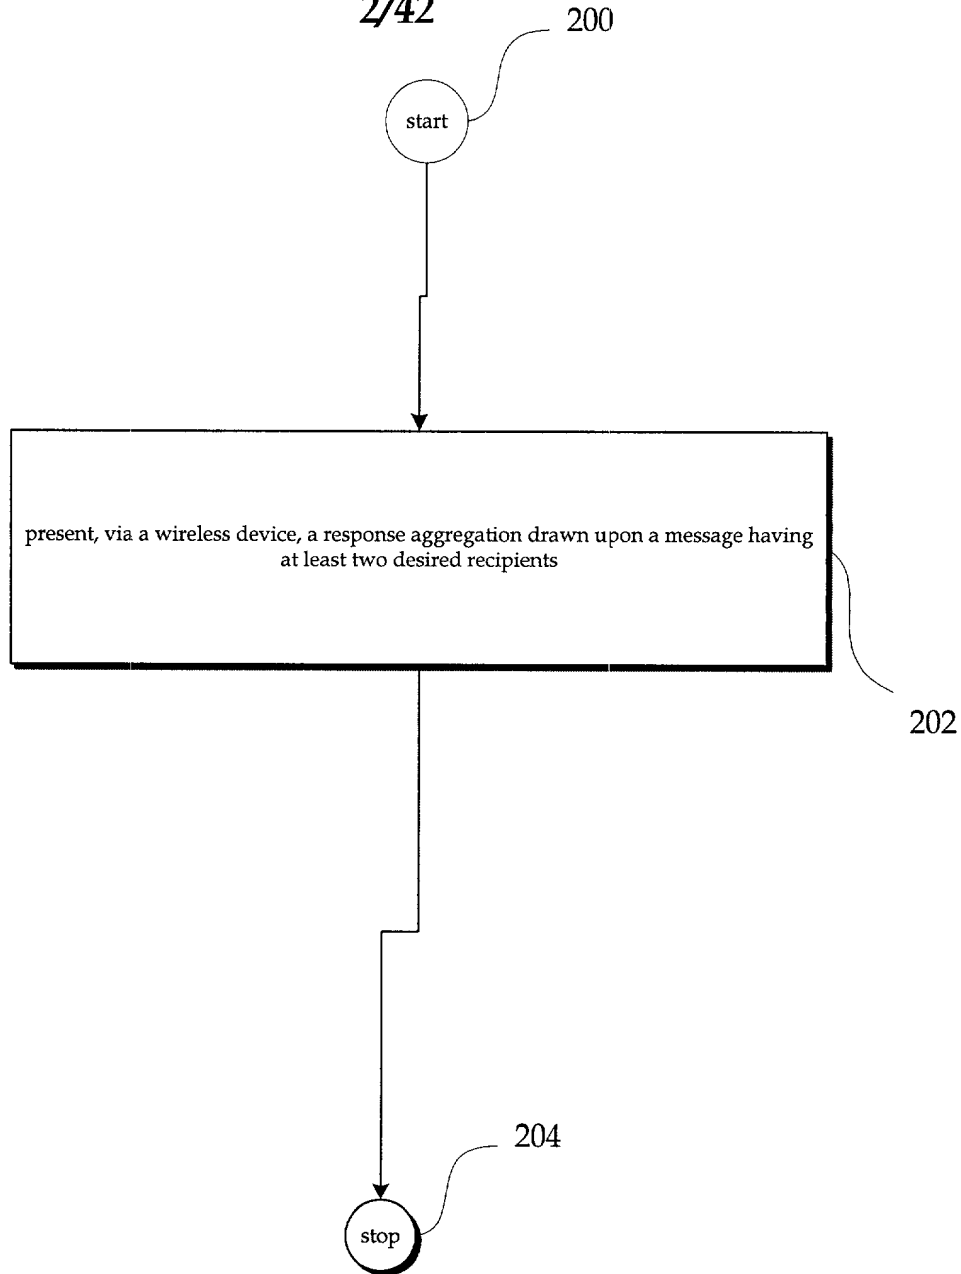 2/42
200
start
present, via a wireless device, a response aggregation drawn upon a message having
at least two desired recipients
202
204
stop